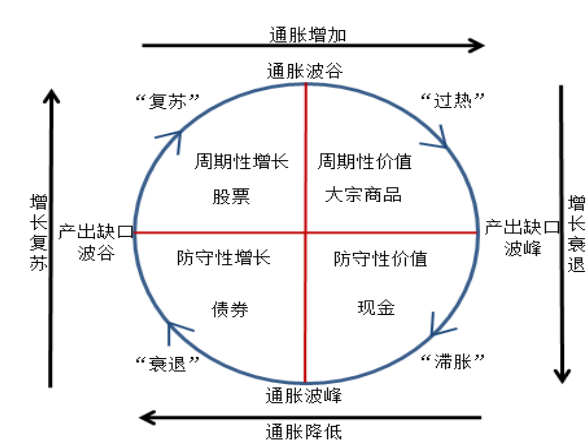 通胀增加
通胀波谷
“复苏”
“过热”
周期性增长
股票
周期性价值
大宗商品
增长复苏
产出缺口
波谷
产出缺口
波峰
增长衰退
防守性增长
债券
防守性价值
现金
“衰退”
“滞胀”
通胀波峰
通胀降低